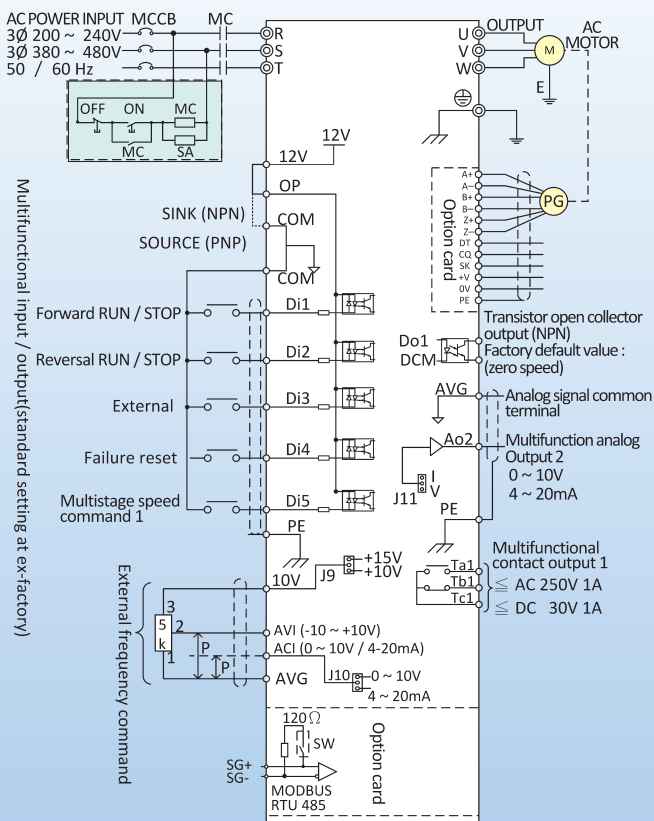 AC POWER INPUT MCCB MC
3Ø 200 ~ 240V
3Ø 380 ~ 480V
50 / 60 Hz
R
S
T
OFF ON MC
MC SA
U OUTPUT
V
W
AC
MOTOR
M
E
12V
12V
OP
SINK (NPN)
COM
SOURCE (PNP)
COM
Multifunctional input / output(standard setting at ex-factory)
Forward RUN / STOP
Di1
Reversal RUN / STOP
Di2
External
Di3
Failure reset
Di4
Multistage speed
command 1
Di5
PE
Option card
A+
A-
B+
B-
Z+
Z-
DT
CQ
SK
+V
0V
PE
PG
Do1
DCM
Transistor open collector
output (NPN)
Factory default value :
(zero speed)
AVG
Analog signal common
terminal
Ao2
Multifunction analog
Output 2
0 ~ 10V
4 ~ 20mA
J11
I
V
PE
Multifunctional
contact output 1
Ta1
Tb1
Tc1
≦ AC 250V 1A
≦ DC 30V 1A
External frequency command
10V
J9
+15V
+10V
3
5
k
2
1
P
P
AVI (-10 ~ +10V)
ACI (0 ~ 10V / 4-20mA)
AVG
J10
0 ~ 10V
4 ~ 20mA
120Ω
SW
SG+
SG-
MODBUS
RTU 485
Option card